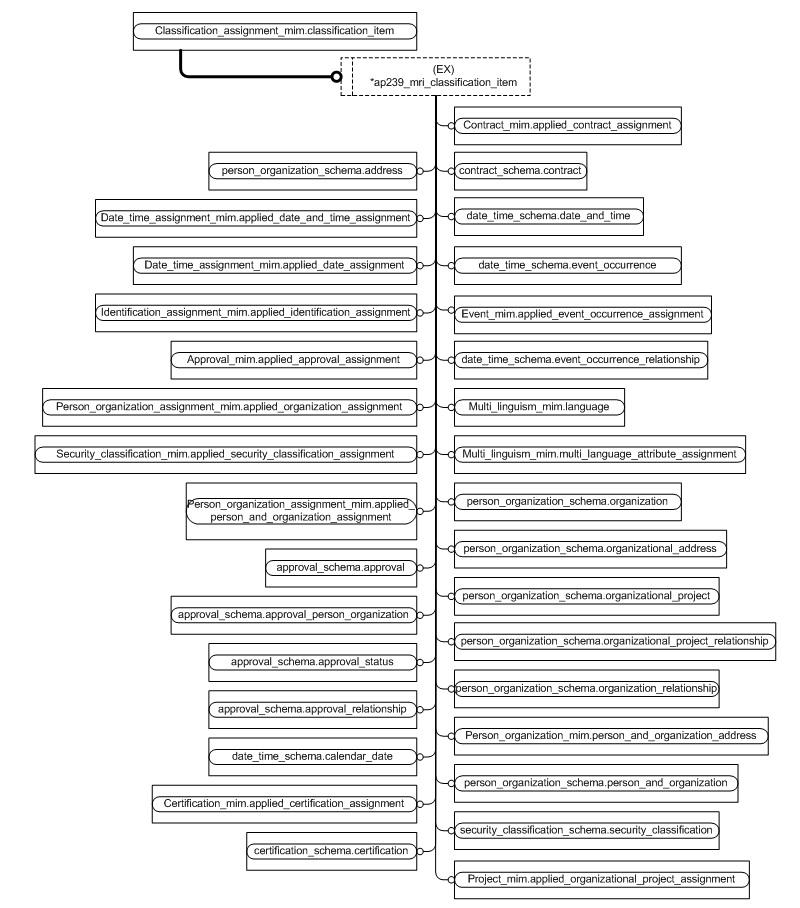 Classification_assignment_mim.classification_item
(EX)
*ap239_mri_classification_item
Contract_mim.applied_contract_assignment
person_organization_schema.address
contract_schema.contract
Date_time_assignment_mim.applied_date_and_time_assignment
date_time_schema.date_and_time
Date_time_assignment_mim.applied_date_assignment
date_time_schema.event_occurrence
Identification_assignment_mim.applied_identification_assignment
Event_mim.applied_event_occurrence_assignment
Approval_mim.applied_approval_assignment
date_time_schema.event_occurrence_relationship
Person_organization_assignment_mim.applied_organization_assignment
Multi_linguism_mim.language
Security_classification_mim.applied_security_classification_assignment
Multi_linguism_mim.multi_language_attribute_assignment
Person_organization_assignment_mim.applied_
person_and_organization_assignment
person_organization_schema.organization
person_organization_schema.organizational_address
approval_schema.approval
person_organization_schema.organizational_project
approval_schema.approval_person_organization
person_organization_schema.organizational_project_relationship
approval_schema.approval_status
person_organization_schema.organization_relationship
approval_schema.approval_relationship
Person_organization_mim.person_and_organization_address
date_time_schema.calendar_date
person_organization_schema.person_and_organization
Certification_mim.applied_certification_assignment
security_classification_schema.security_classification
certification_schema.certification
Project_mim.applied_organizational_project_assignment